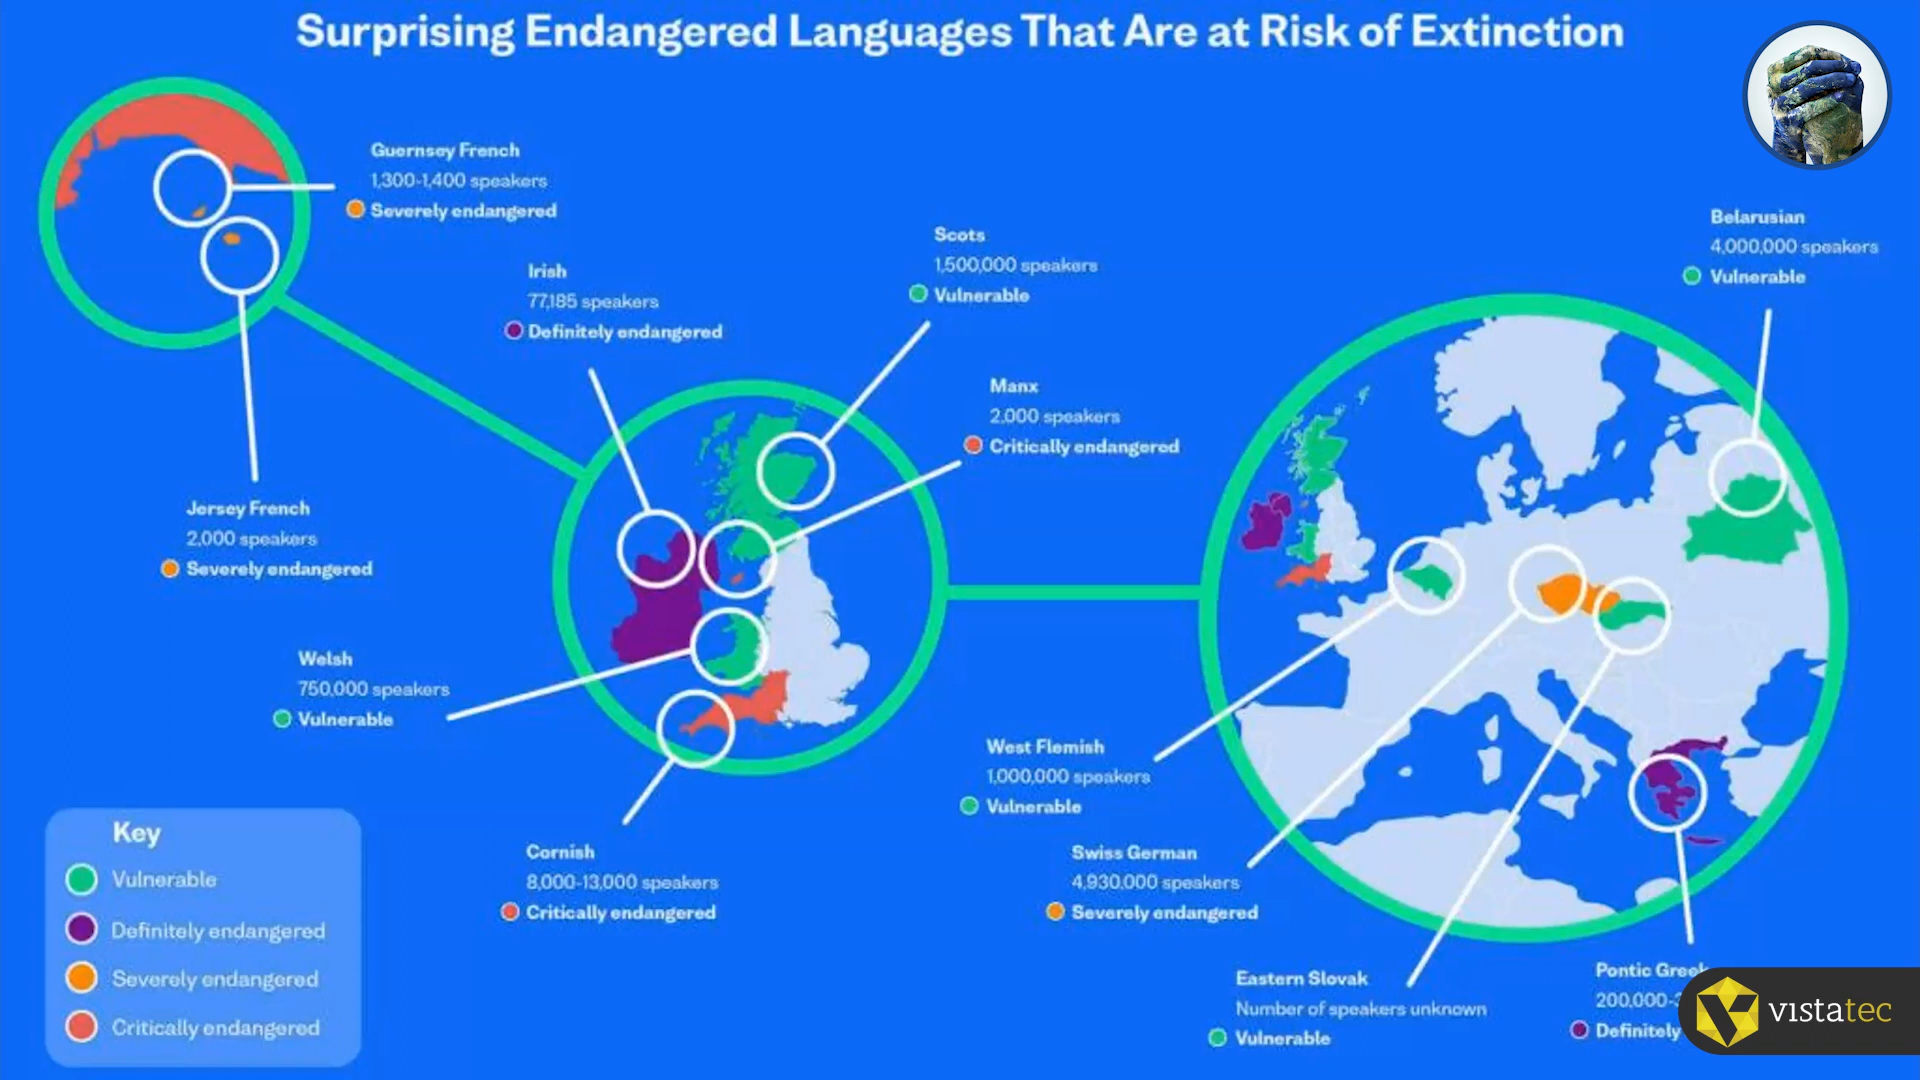 Surprising Endangered Languages That Are at Risk of Extinction
Guernsey French
1,300-1,400 speakers
Severely endangered
Irish
77,185 speakers
Definitely endangered
Scots
1,500,000 speakers
Vulnerable
Belarusian
4,000,000 speakers
Vulnerable
Manx
2,000 speakers
Critically endangered
Jersey French
2,000 speakers
Severely endangered
Welsh
750,000 speakers
Vulnerable
Cornish
8,000-13,000 speakers
Critically endangered
West Flemish
1,000,000 speakers
Vulnerable
Swiss German
4,930,000 speakers
Severely endangered
Eastern Slovak
Number of speakers unknown
Vulnerable
Pontic Greek
200,000-
Definitely
Key
Vulnerable
Definitely endangered
Severely endangered
Critically endangered
vistatec